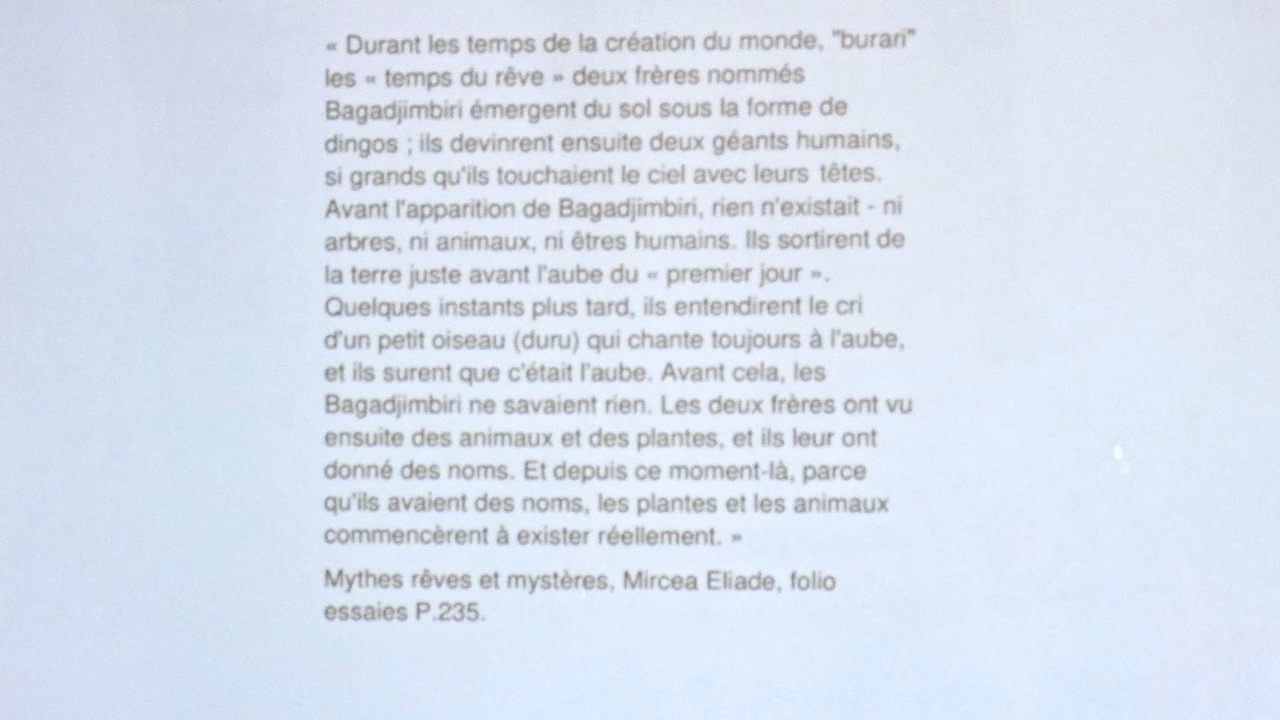 « Durant les temps de la création du monde, "burari"
les « temps du rêve » deux frères nommés
Bagadjimbiri émergent du sol sous la forme de
dingos ; ils devinrent ensuite deux géants humains,
si grands qu'ils touchaient le ciel avec leurs têtes.
Avant l'apparition de Bagadjimbiri, rien n'existait - ni
arbres, ni animaux, ni êtres humains. Ils sortirent de
la terre juste avant l'aube du « premier jour ».
Quelques instants plus tard, ils entendirent le cri
d'un petit oiseau (duru) qui chante toujours à l'aube,
et ils surent que c'était l'aube. Avant cela, les
Bagadjimbiri ne savaient rien. Les deux frères ont vu
ensuite des animaux et des plantes, et ils leur ont
donné des noms. Et depuis ce moment-là, parce
qu'ils avaient des noms, les plantes et les animaux
commencèrent à exister réellement. »
Mythes rêves et mystères, Mircea Eliade, folio
essaies P.235.